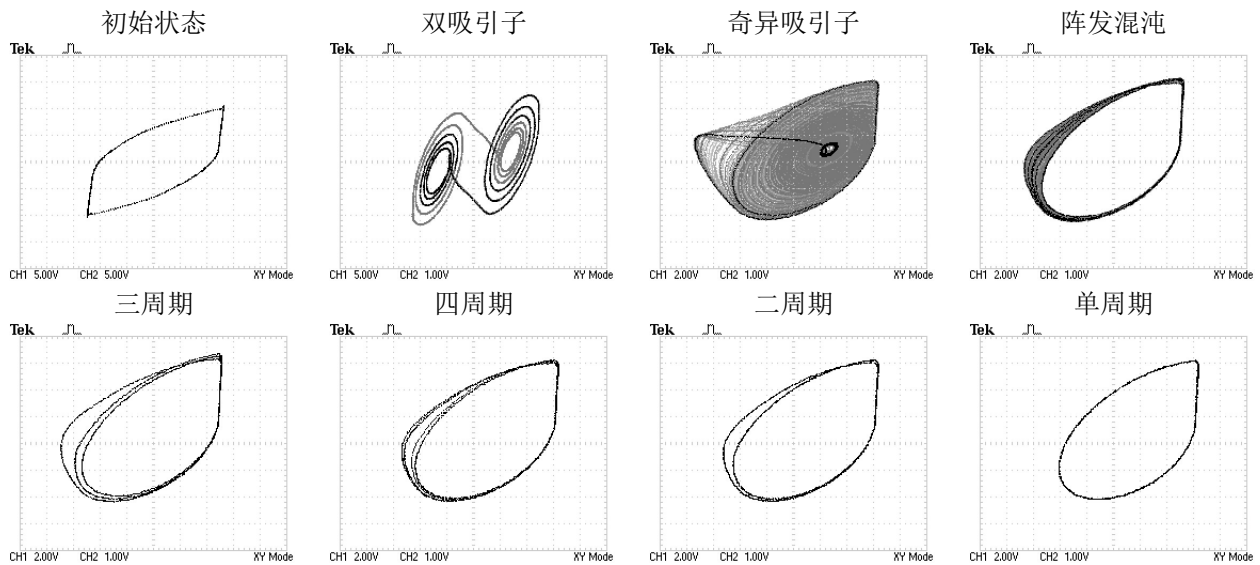 初始状态
双吸引子
奇异吸引子
阵发混沌
Tek
Tek
Tek
Tek
CH1 5.00V CH2 5.00V XY Mode
CH1 5.00V CH2 1.00V XY Mode
CH1 2.00V CH2 1.00V XY Mode
CH1 2.00V CH2 1.00V XY Mode
三周期
四周期
二周期
单周期
Tek
Tek
Tek
Tek
CH1 2.00V CH2 1.00V XY Mode
CH1 2.00V CH2 1.00V XY Mode
CH1 2.00V CH2 1.00V XY Mode
CH1 2.00V CH2 1.00V XY Mode